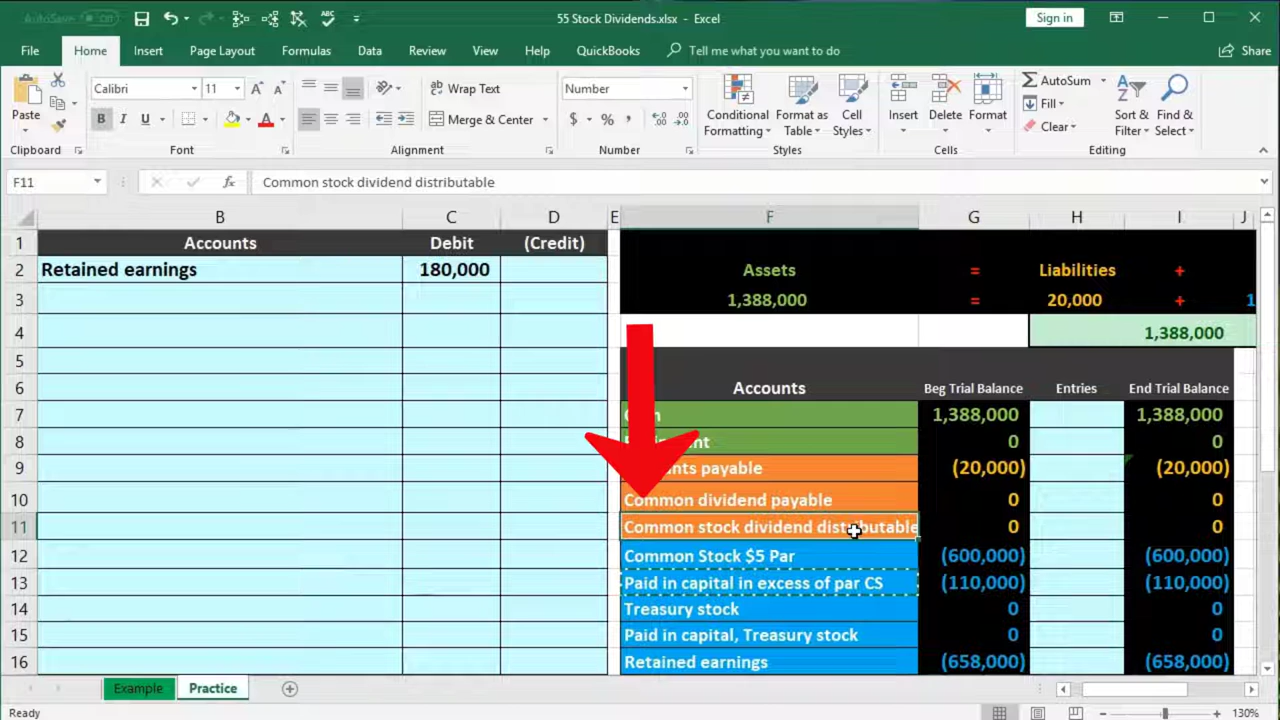 AutoSave Off 55 Stock Dividends.xlsx - Excel Sign in
File Home Insert Page Layout Formulas Data Review View Help QuickBooks Tell me what you want to do Share
Paste Calibri 11 Wrap Text Number Conditional Formatting Format as Table Cell Styles Insert Delete Format AutoSum Sort & Filter Find & Select
B I U Merge & Center $ % Fill
Clear
Clipboard Font Alignment Number Styles Cells Editing
F11 fx Common stock dividend distributable
B C D E F G H I J
1 Accounts Debit (Credit)
2 Retained earnings 180,000 Assets = Liabilities +
3 1,388,000 = 20,000 + 1
4 1,388,000
5
6 Accounts Beg Trial Balance Entries End Trial Balance
7 1,388,000 1,388,000
8 0 0
9 payable (20,000) (20,000)
10 Common dividend payable 0 0
11 Common stock dividend distributable 0 0
12 Common Stock $5 Par (600,000) (600,000)
13 Paid in capital in excess of par CS (110,000) (110,000)
14 Treasury stock 0 0
15 Paid in capital, Treasury stock 0 0
16 Retained earnings (658,000) (658,000)
Example Practice
Ready 130%